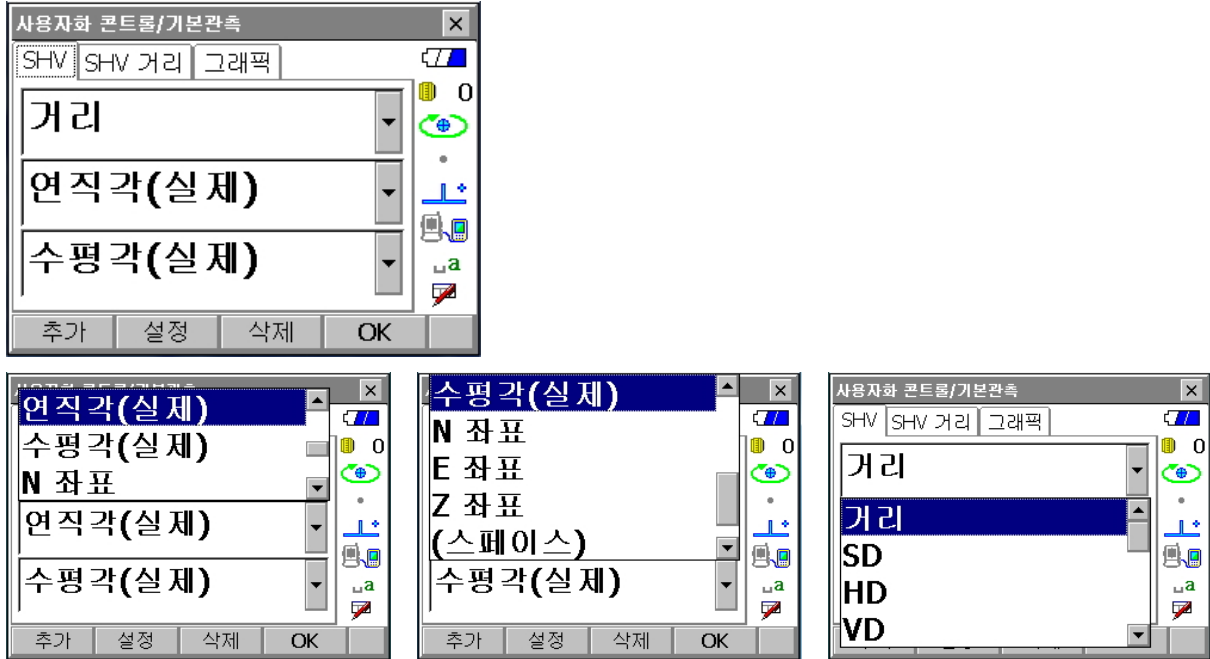 사용자화 콘트롤/기본관측
SHV SHV 거리 그래픽
거리
0
연직각(실제)
수평각(실제)
a
추가 설정 삭제 OK
연직각(실제)
수평각(실제)
0
N 좌표
연직각(실제)
수평각(실제)
a
추가 설정 삭제 OK
수평각(실제)
N 좌표
0
E 좌표
Z 좌표
(스페이스)
수평각(실제)
a
추가 설정 삭제 OK
사용자화 콘트롤/기본관측
SHV SHV 거리 그래픽
0
거리
거리
SD
HD
a
VD